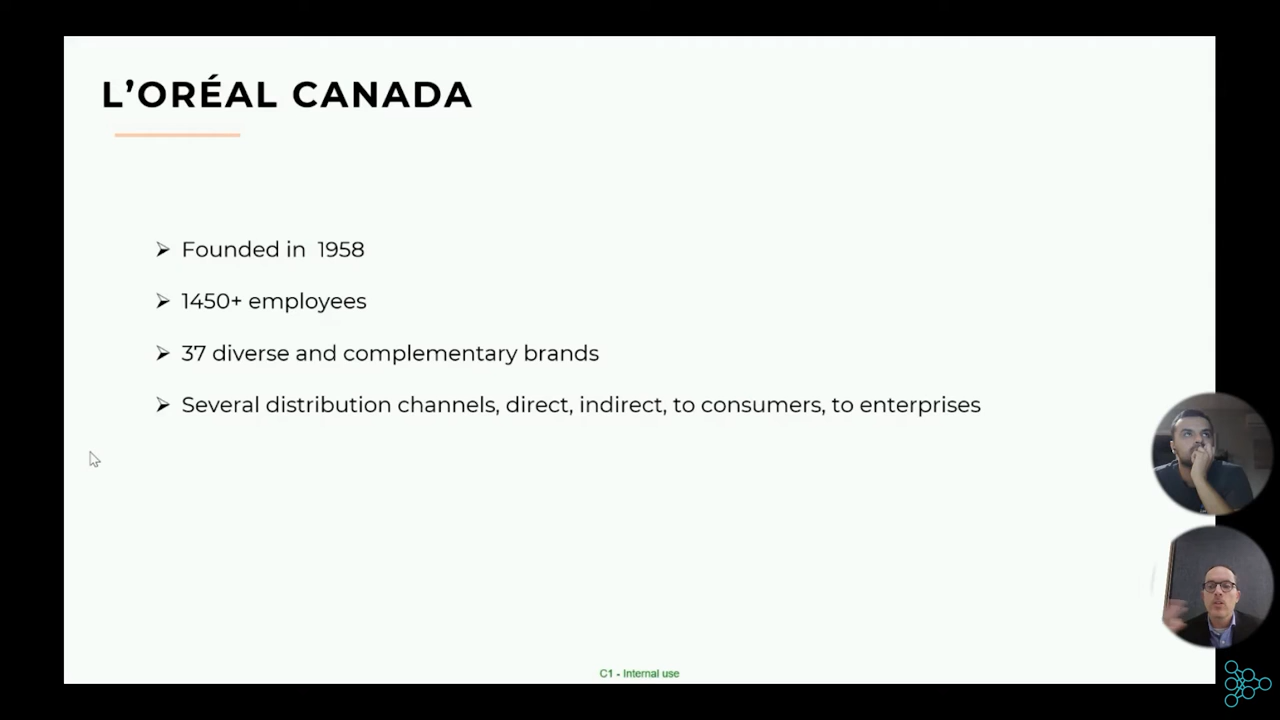 L’ORÉAL CANADA
➢ Founded in  1958
➢ 1450+ employees
➢ 37 diverse and complementary brands
➢ Several distribution channels, direct, indirect, to consumers, to enterprises
C1 - Internal use